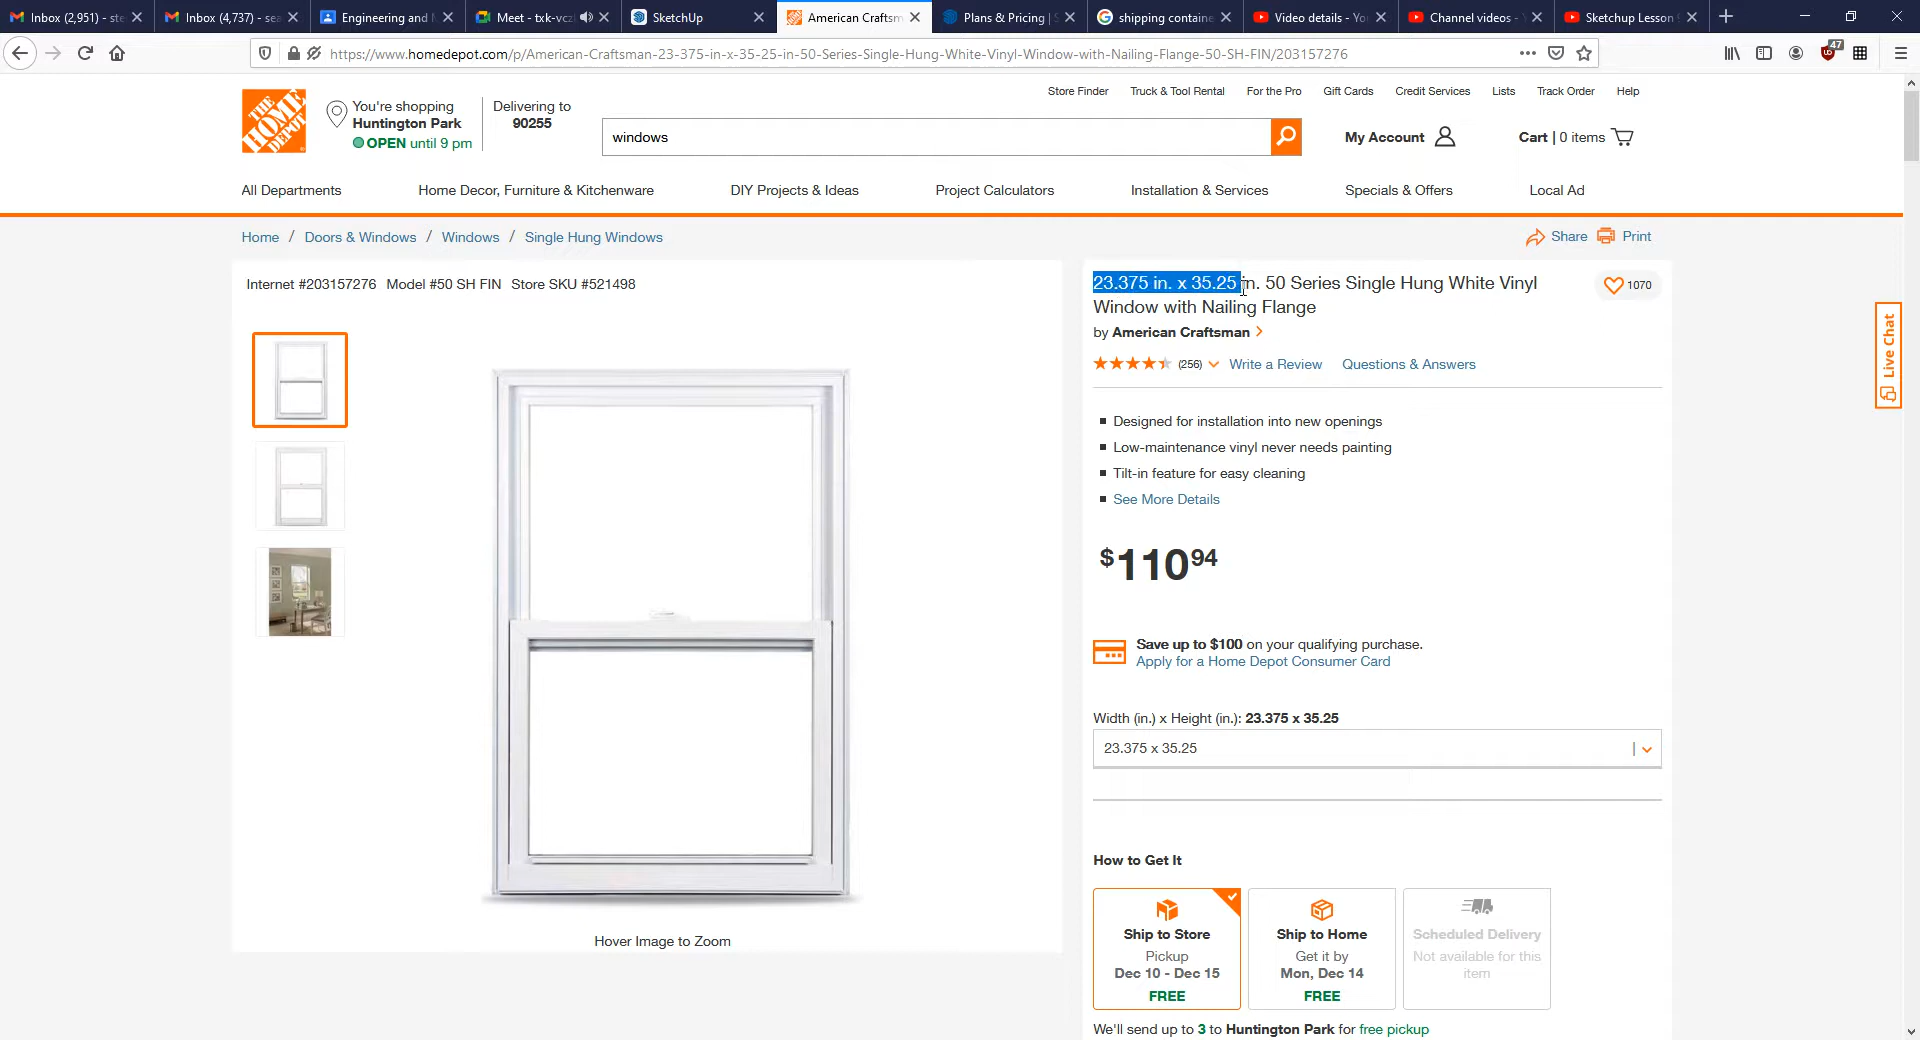 Inbox (2,951) - ste
Inbox (4,737) - sea
Engineering and
Meet - txk-vcz
SketchUp
American Craftsm
Plans & Pricing | S
shipping containe
Video details - Yo
Channel videos - Y
Sketchup Lesson
https://www.homedepot.com/p/American-Craftsman-23-375-in-x-35-25-in-50-Series-Single-Hung-White-Vinyl-Window-with-Nailing-Flange-50-SH-FIN/203157276
47
THE HOME DEPOT
You're shopping
Huntington Park
OPEN until 9 pm
Delivering to
90255
Store Finder
Truck & Tool Rental
For the Pro
Gift Cards
Credit Services
Lists
Track Order
Help
windows
My Account
Cart | 0 items
All Departments
Home Decor, Furniture & Kitchenware
DIY Projects & Ideas
Project Calculators
Installation & Services
Specials & Offers
Local Ad
Home / Doors & Windows / Windows / Single Hung Windows
Share
Print
Internet #203157276 Model #50 SH FIN Store SKU #521498
23.375 in. x 35.25 in. 50 Series Single Hung White Vinyl
Window with Nailing Flange
1070
by American Craftsman
(256)
Write a Review
Questions & Answers
Designed for installation into new openings
Low-maintenance vinyl never needs painting
Tilt-in feature for easy cleaning
See More Details
$110 94
Save up to $100 on your qualifying purchase.
Apply for a Home Depot Consumer Card
Width (in.) x Height (in.): 23.375 x 35.25
23.375 x 35.25
Live Chat
How to Get It
Ship to Store
Pickup
Dec 10 - Dec 15
FREE
Ship to Home
Get it by
Mon, Dec 14
FREE
Scheduled Delivery
Not available for this
item
Hover Image to Zoom
We'll send up to 3 to Huntington Park for free pickup